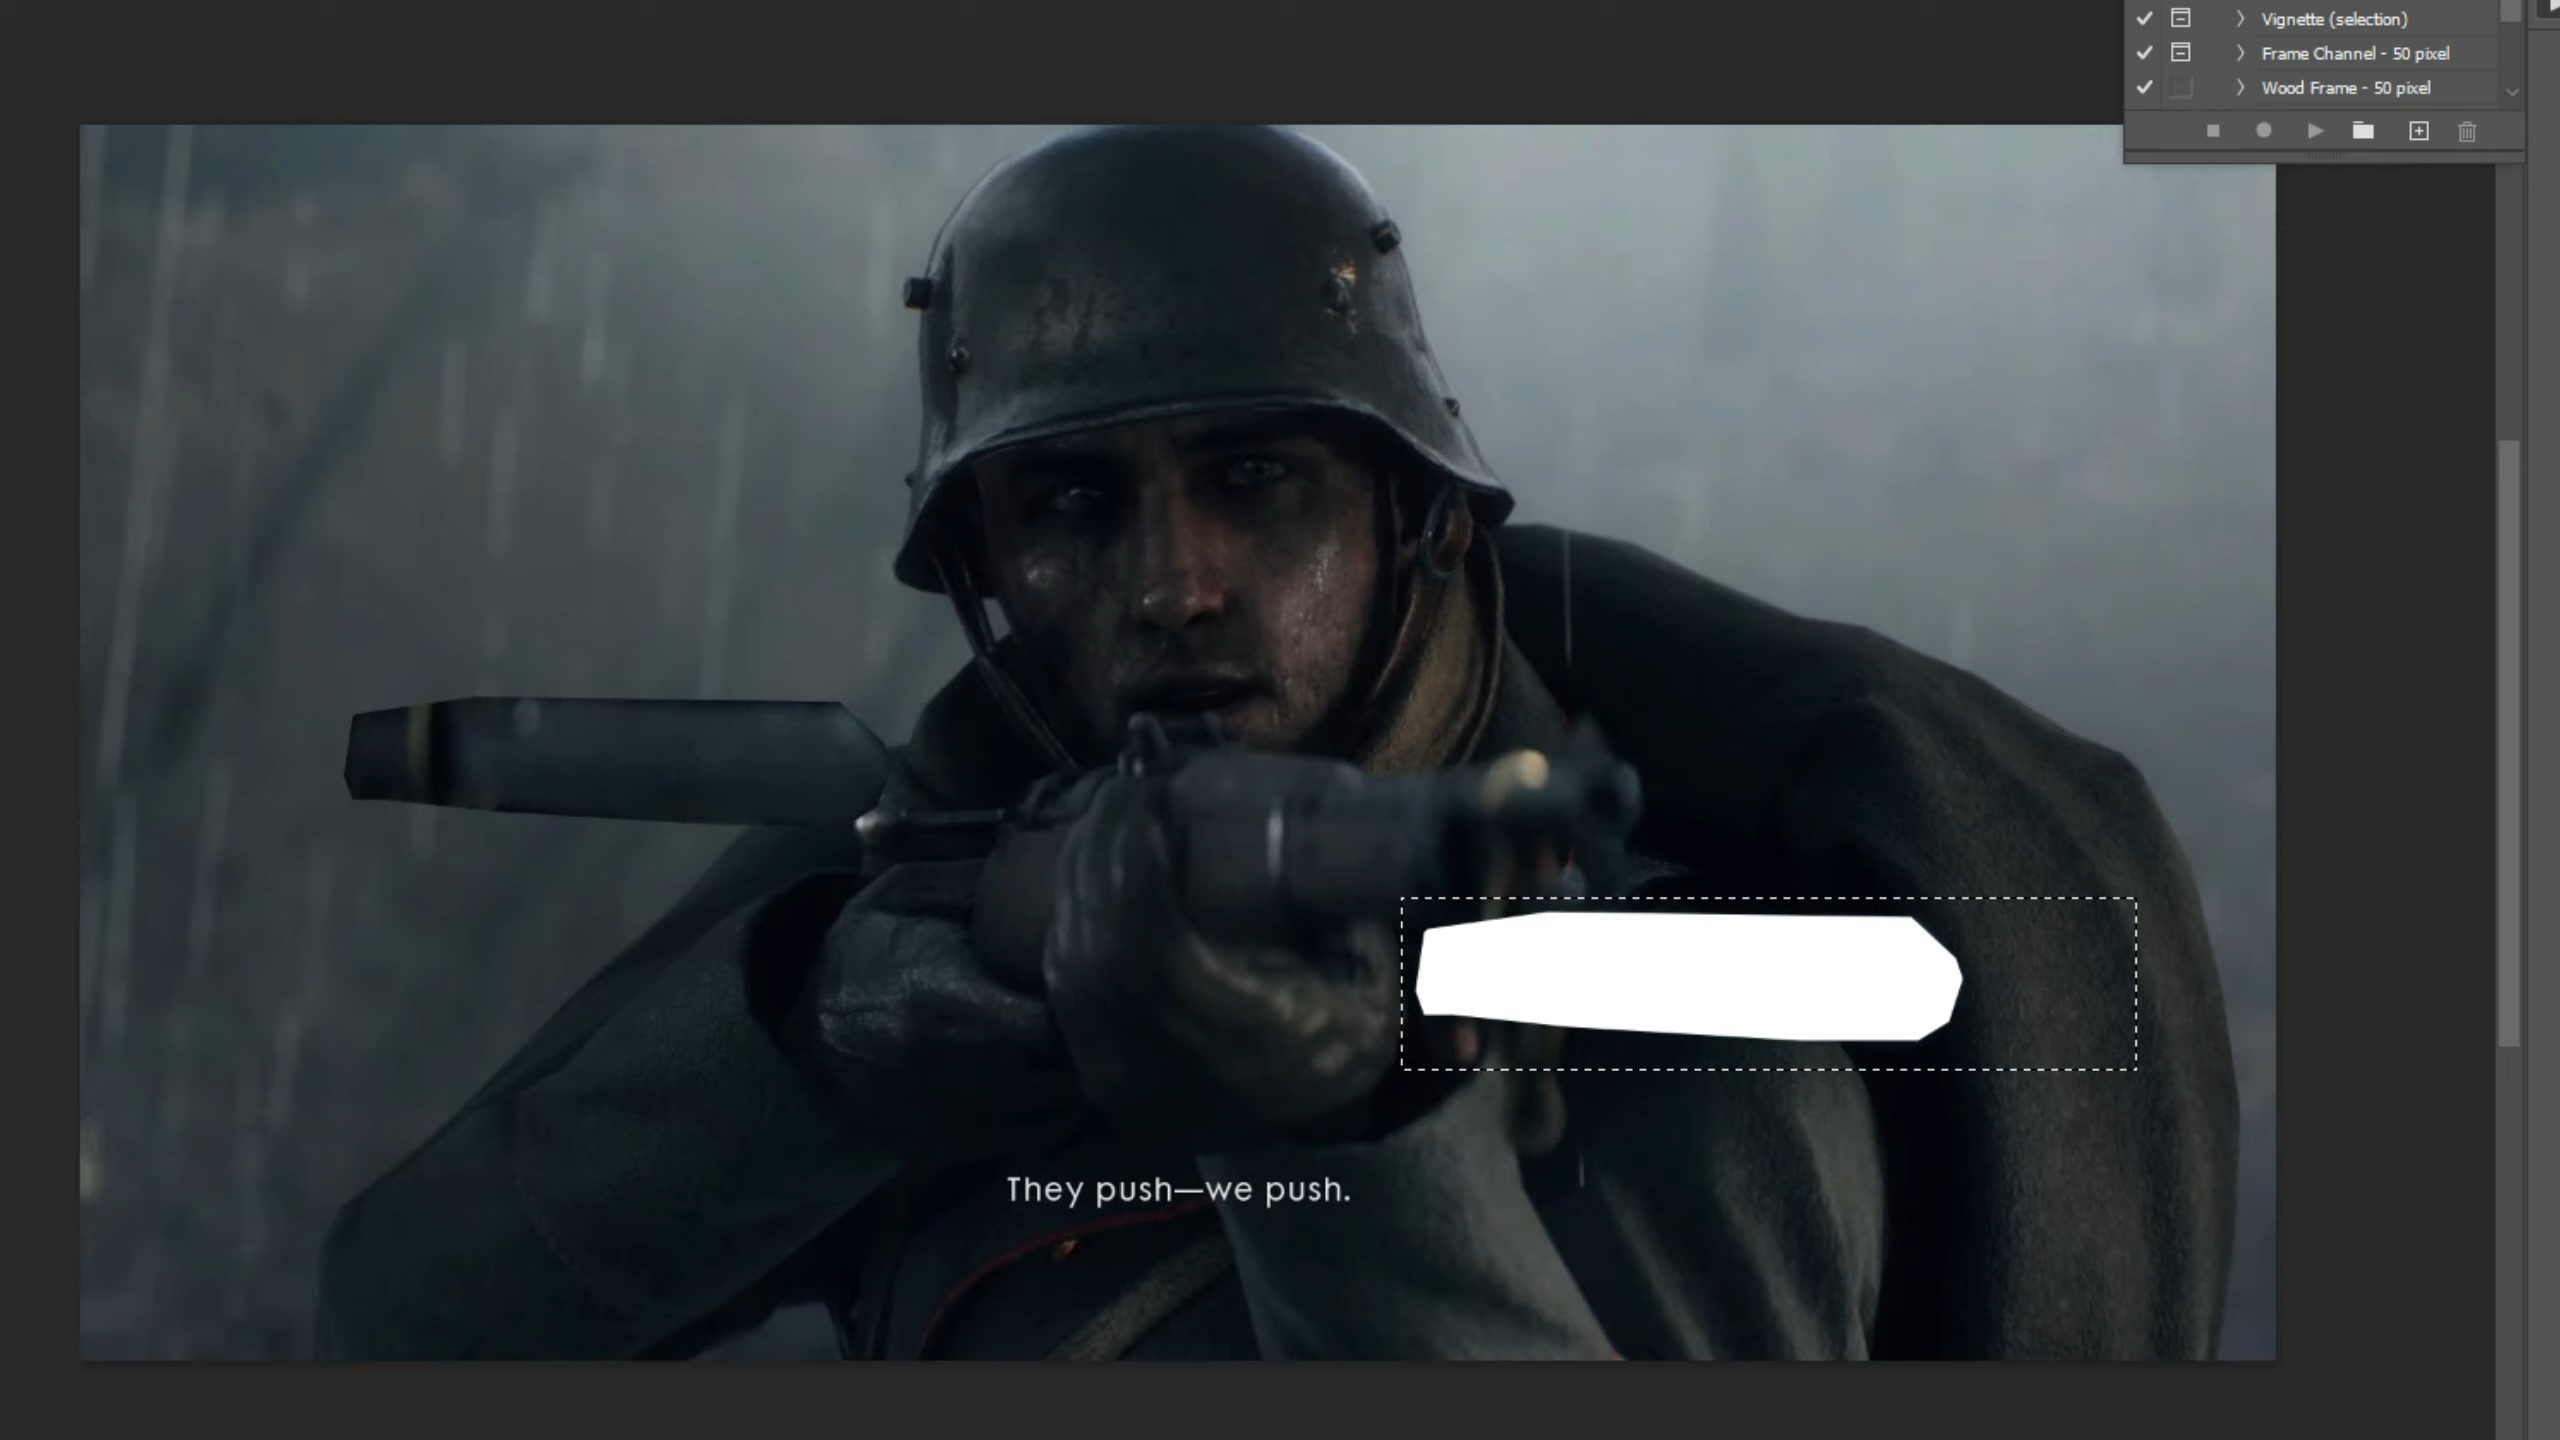 Vignette (selection)
Frame Channel - 50 pixel
Wood Frame - 50 pixel
They push—we push.